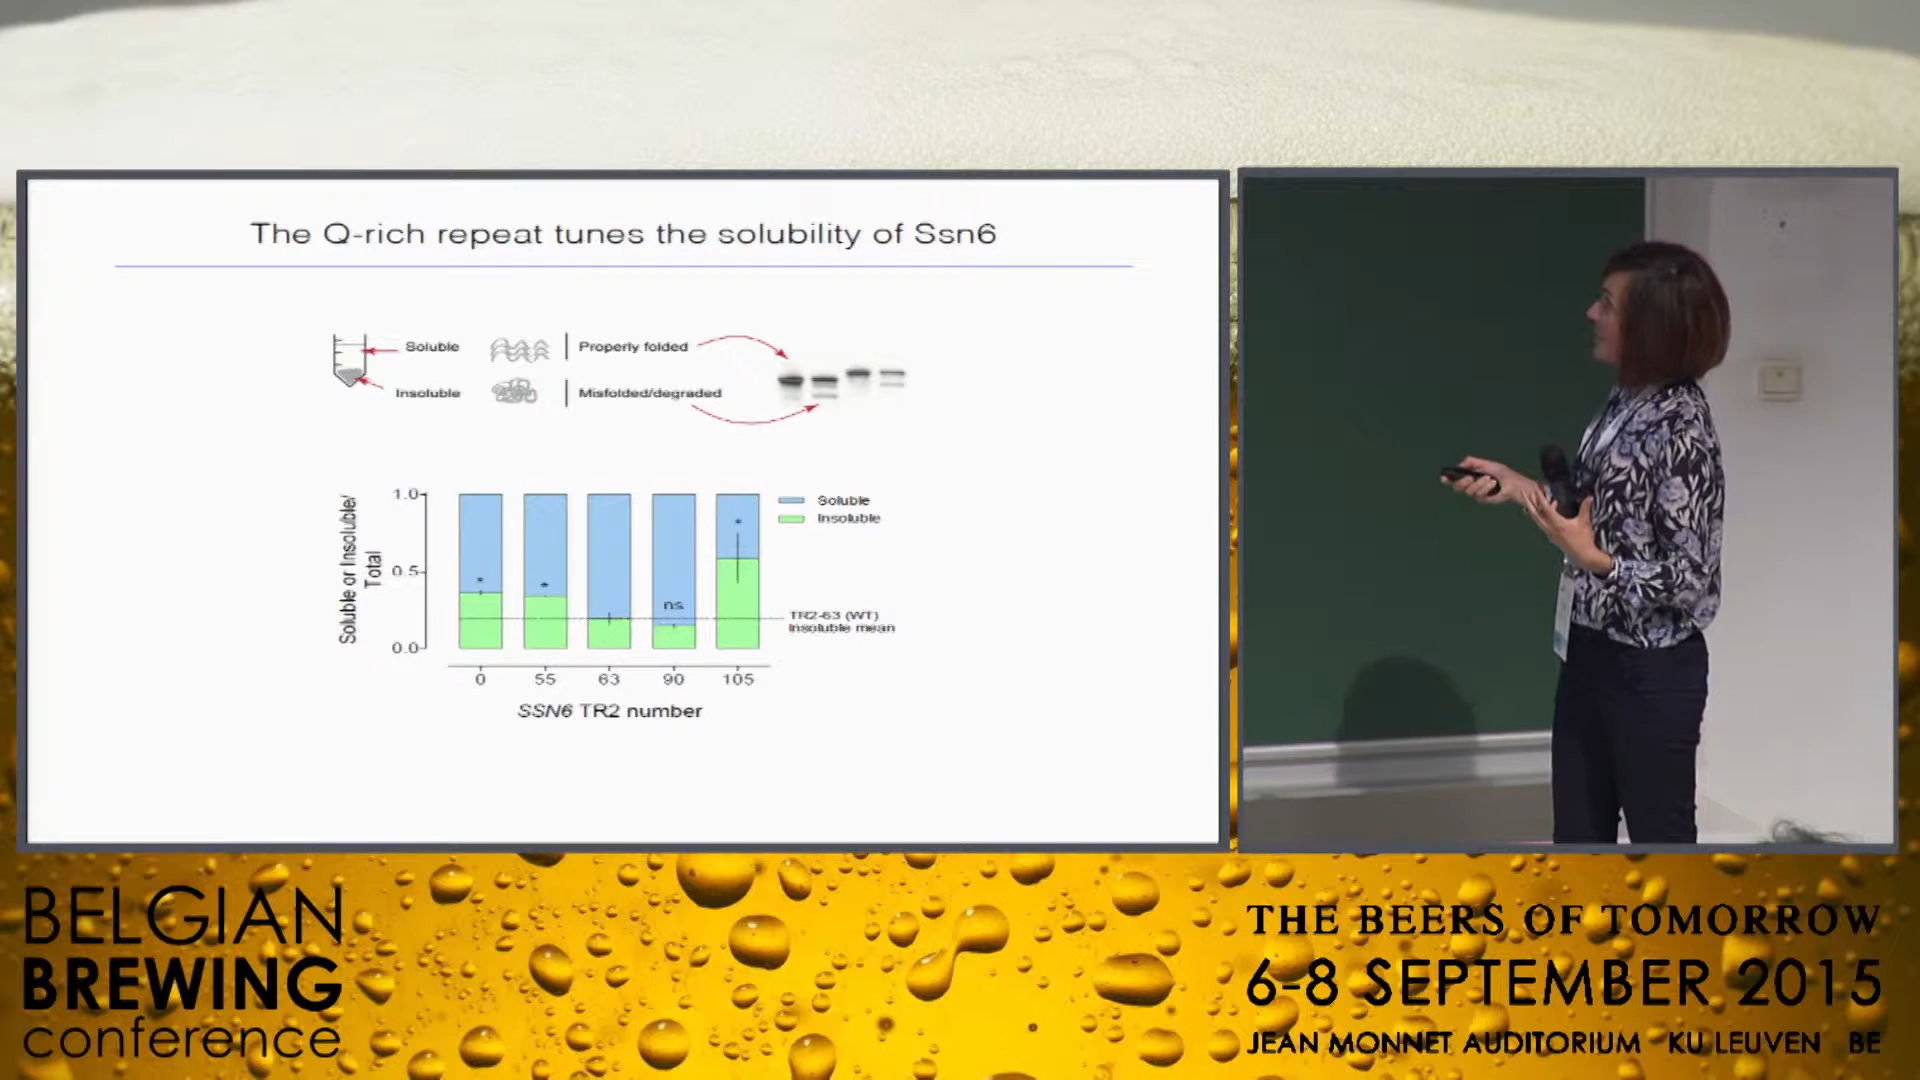 The Q-rich repeat tunes the solubility of Ssn6
Soluble
Properly folded
Insoluble
Misfolded/degraded
Soluble or Insoluble/
Total
1.0
0.5
0.0
*
*
ns
*
Soluble
Insoluble
TR2-63 (WT)
Insoluble mean
0 55 63 90 105
SSN6 TR2 number
BELGIAN
BREWING
conference
THE BEERS OF TOMORROW
6-8 SEPTEMBER 2015
JEAN MONNET AUDITORIUM KU LEUVEN BE